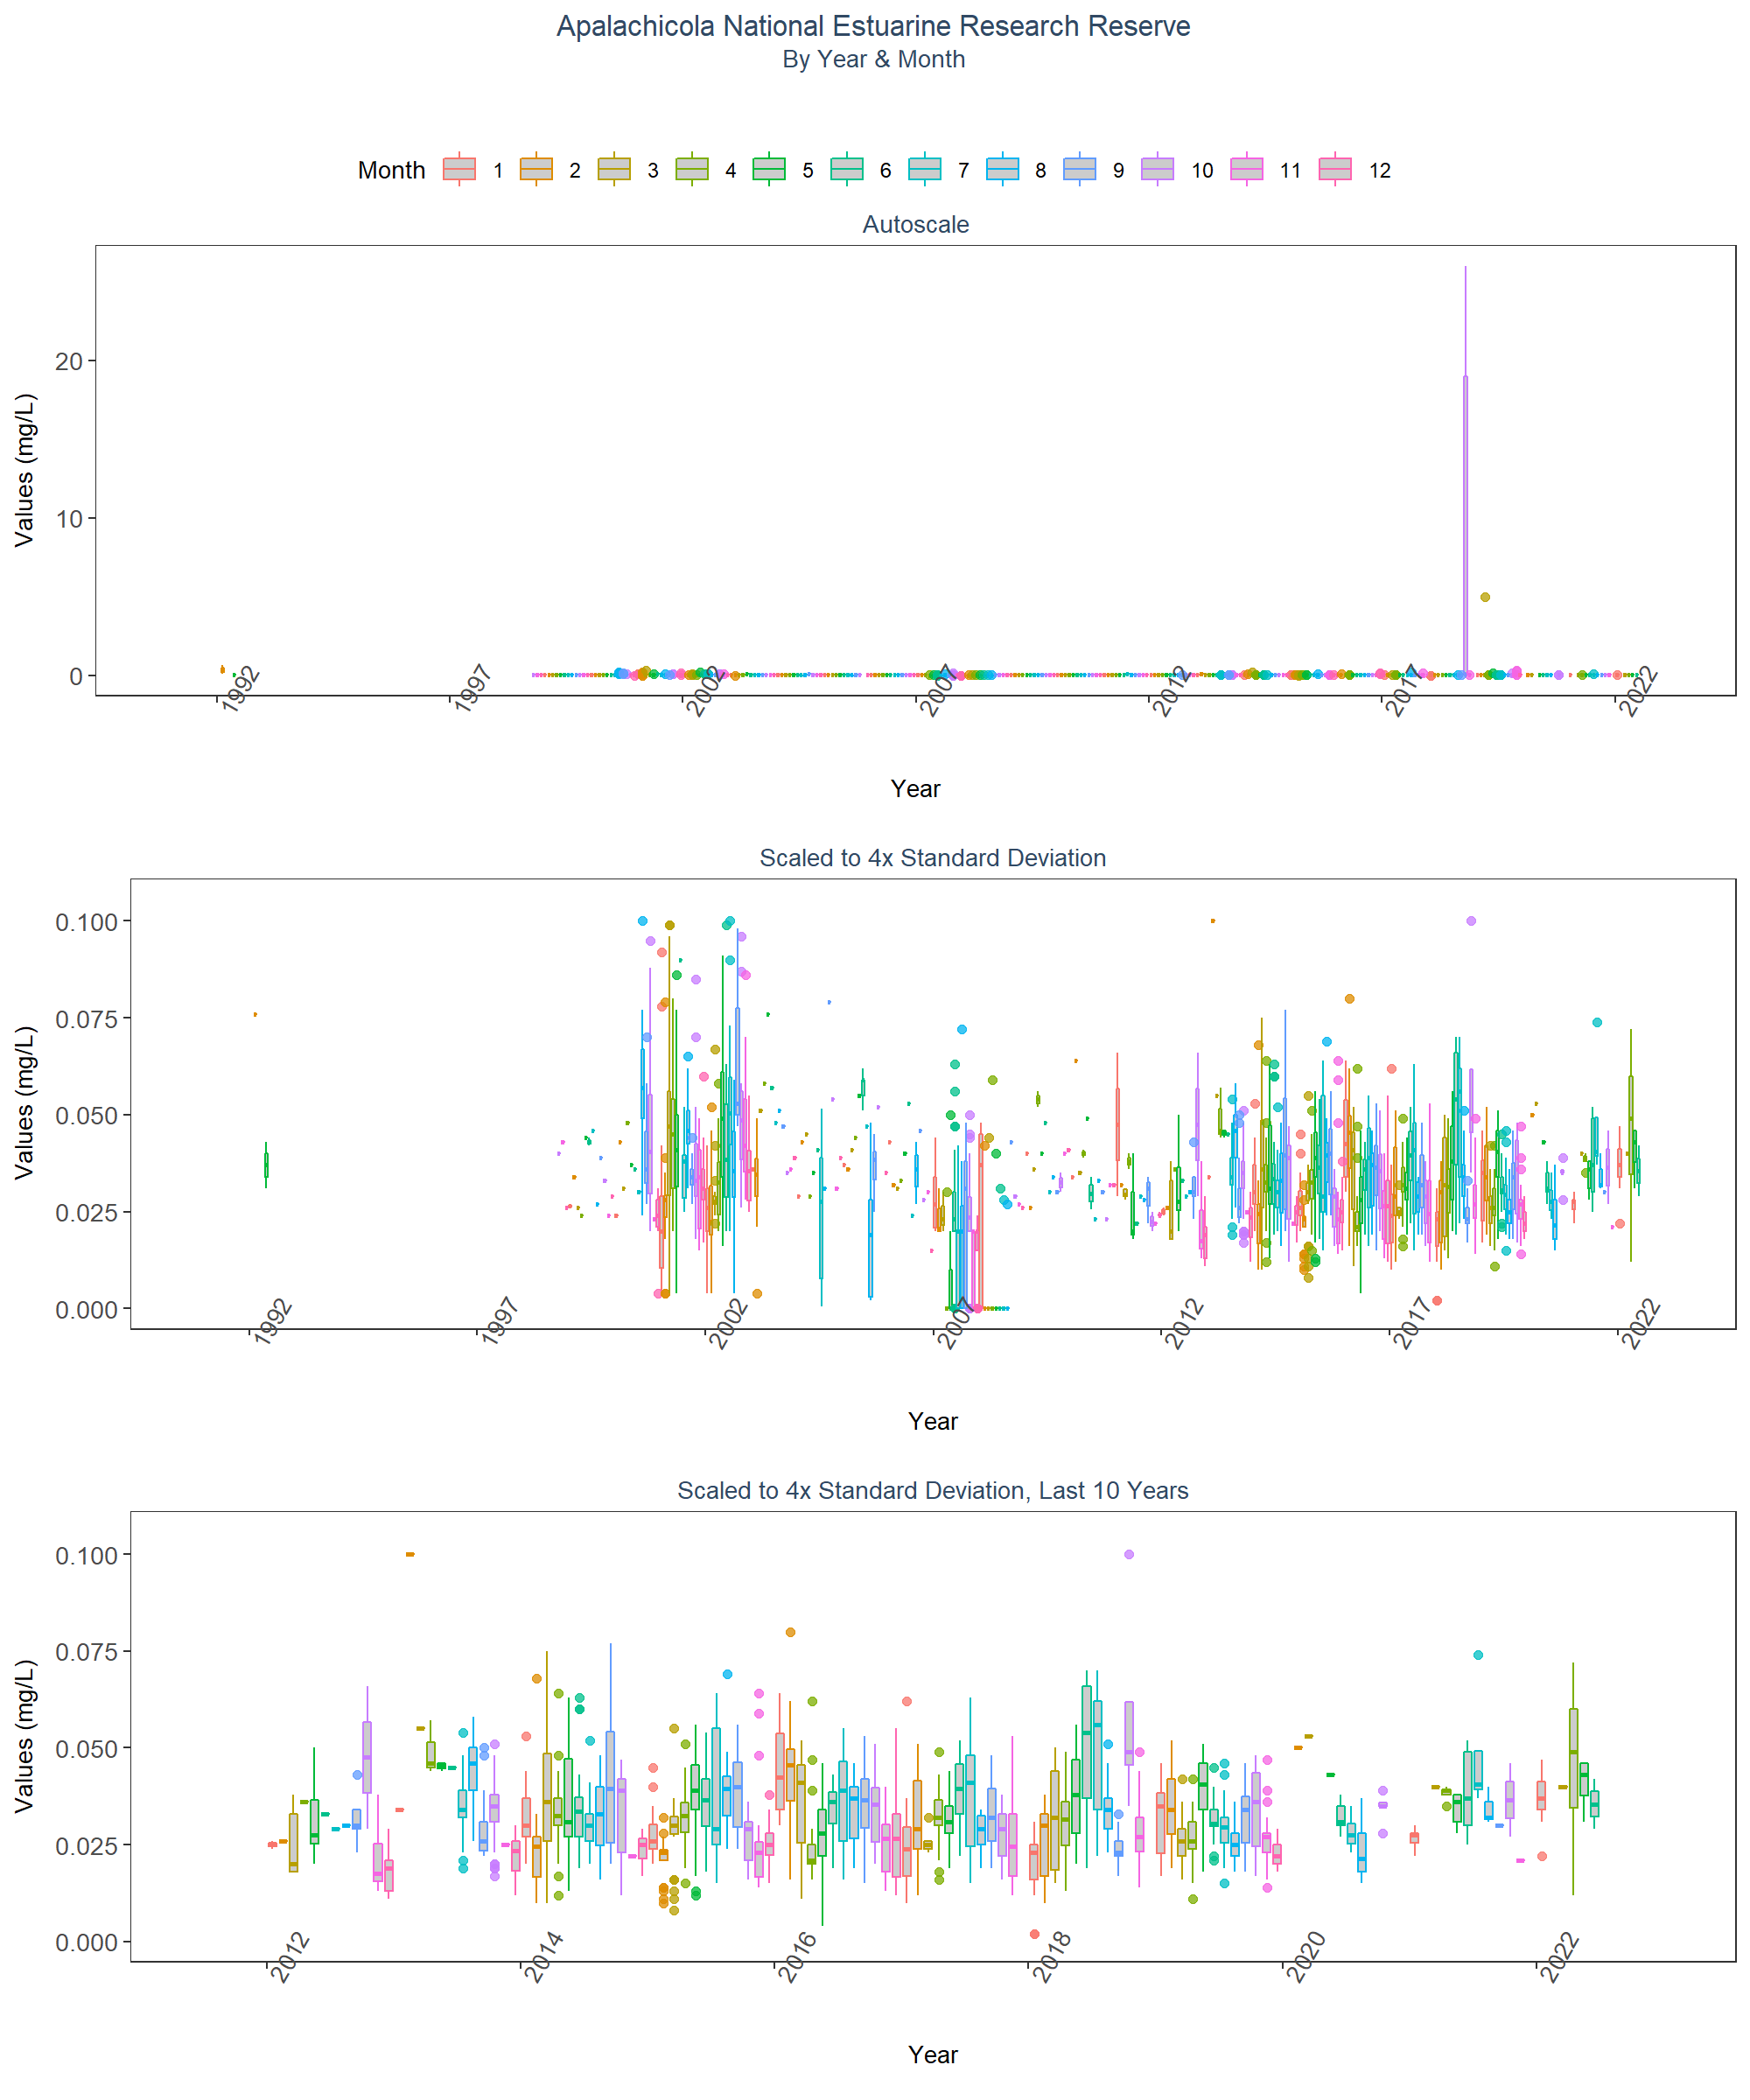 Apalachicola National Estuarine Research Reserve
By Year & Month
Month 1 2 3 4 5 6 7 8 9 10 11 12
Autoscale
Values (mg/L)
20
10
0
1992 1997 2002 2007 2012 2017 2022
Year
Scaled to 4x Standard Deviation
Values (mg/L)
0.100
0.075
0.050
0.025
0.000
1992 1997 2002 2007 2012 2017 2022
Year
Scaled to 4x Standard Deviation, Last 10 Years
Values (mg/L)
0.100
0.075
0.050
0.025
0.000
2012 2014 2016 2018 2020 2022
Year